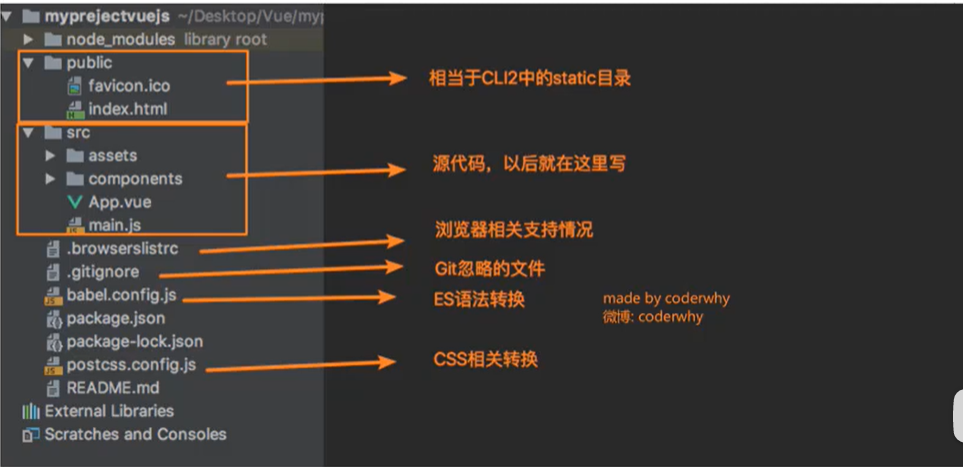 myprejectvuejs ~/Desktop/Vue/myp
node_modules library root
public
favicon.ico
index.html
相当于CLI2中的static目录
src
assets
components
App.vue
main.js
源代码，以后就在这里写
.browserslistrc
浏览器相关支持情况
.gitignore
Git忽略的文件
babel.config.js
ES语法转换
made by coderwhy
微博: coderwhy
package.json
package-lock.json
postcss.config.js
CSS相关转换
README.md
External Libraries
Scratches and Consoles